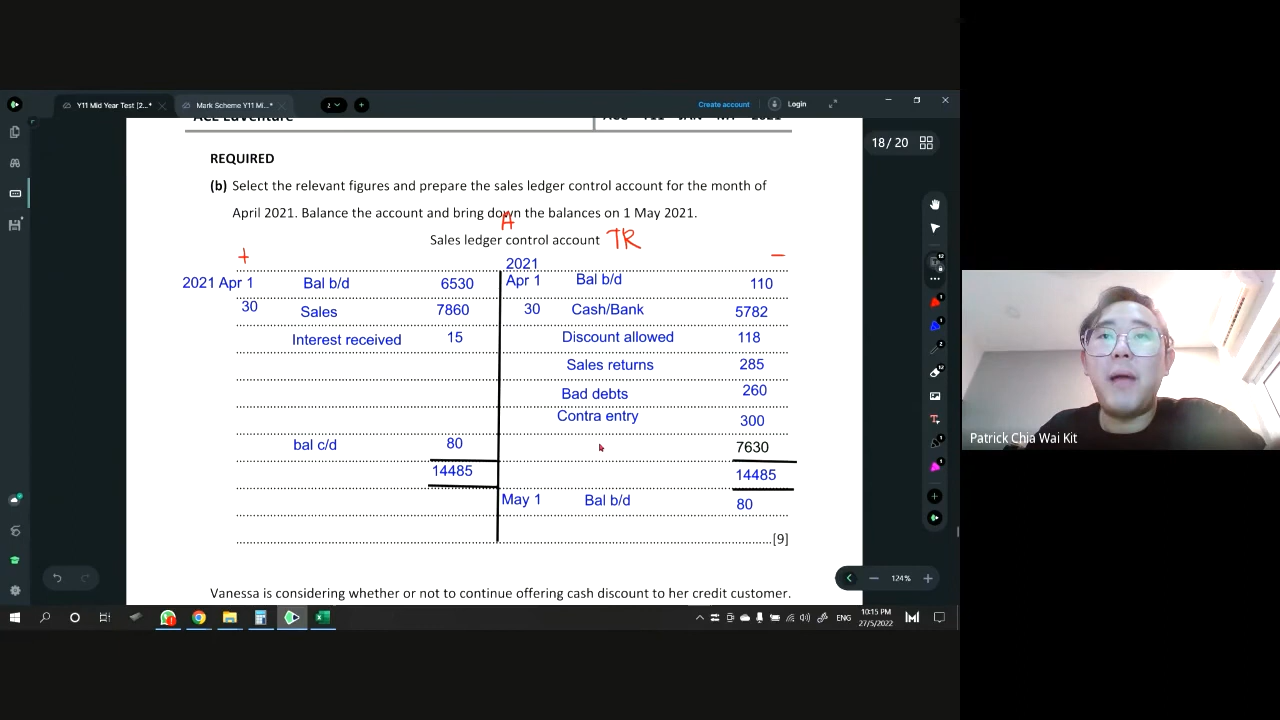 Y11 Mid Year Test [2...*
Mark Scheme Y11 Mi...*
2
Create account
Login
18 / 20
REQUIRED
(b) Select the relevant figures and prepare the sales ledger control account for the month of
April 2021. Balance the account and bring down the balances on 1 May 2021.
A
Sales ledger control account TR
+ −
2021
2021 Apr 1 Bal b/d 6530 Apr 1 Bal b/d 110
30 Sales 7860 30 Cash/Bank 5782
Interest received 15 Discount allowed 118
Sales returns 285
Bad debts 260
Contra entry 300
bal c/d 80 7630
14485 14485
May 1 Bal b/d 80
[9]
Vanessa is considering whether or not to continue offering cash discount to her credit customer.
124%
Patrick Chia Wai Kit
ENG
10:15 PM
27/5/2022